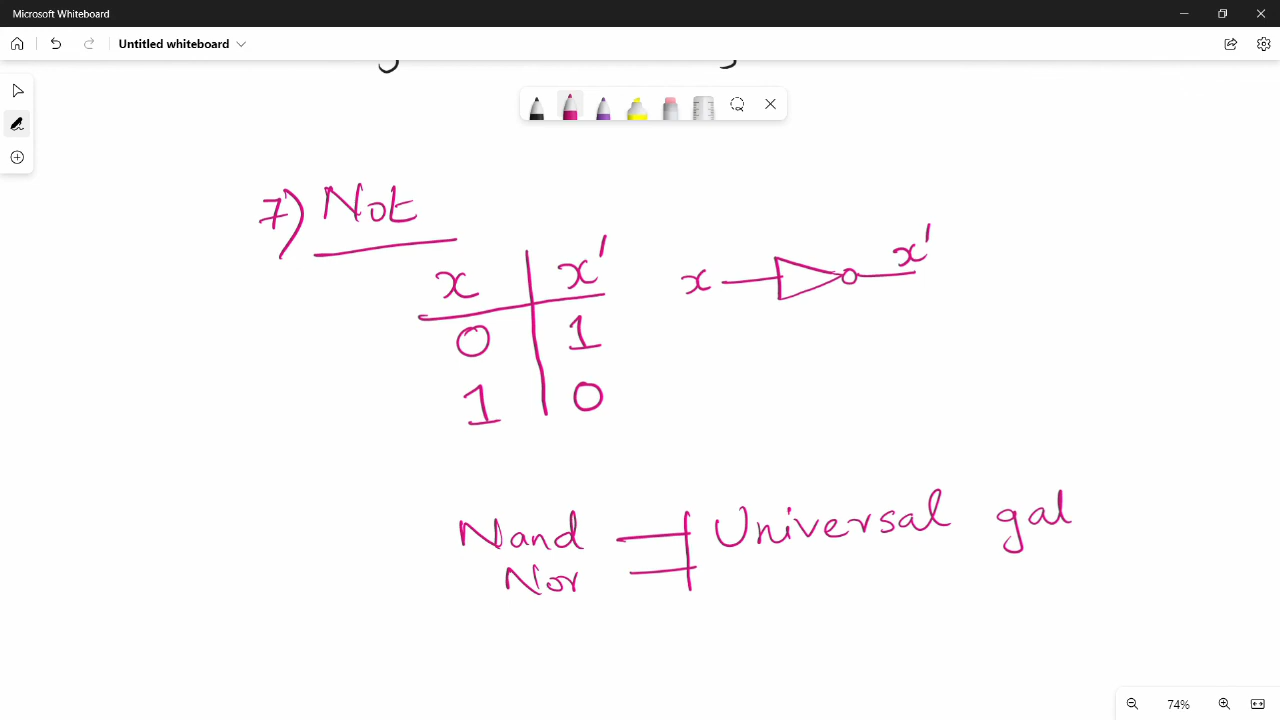 Microsoft Whiteboard
Untitled whiteboard
7) Not
x x'
0 1
1 0
x x'
Nand Universal gal
Nor
74%